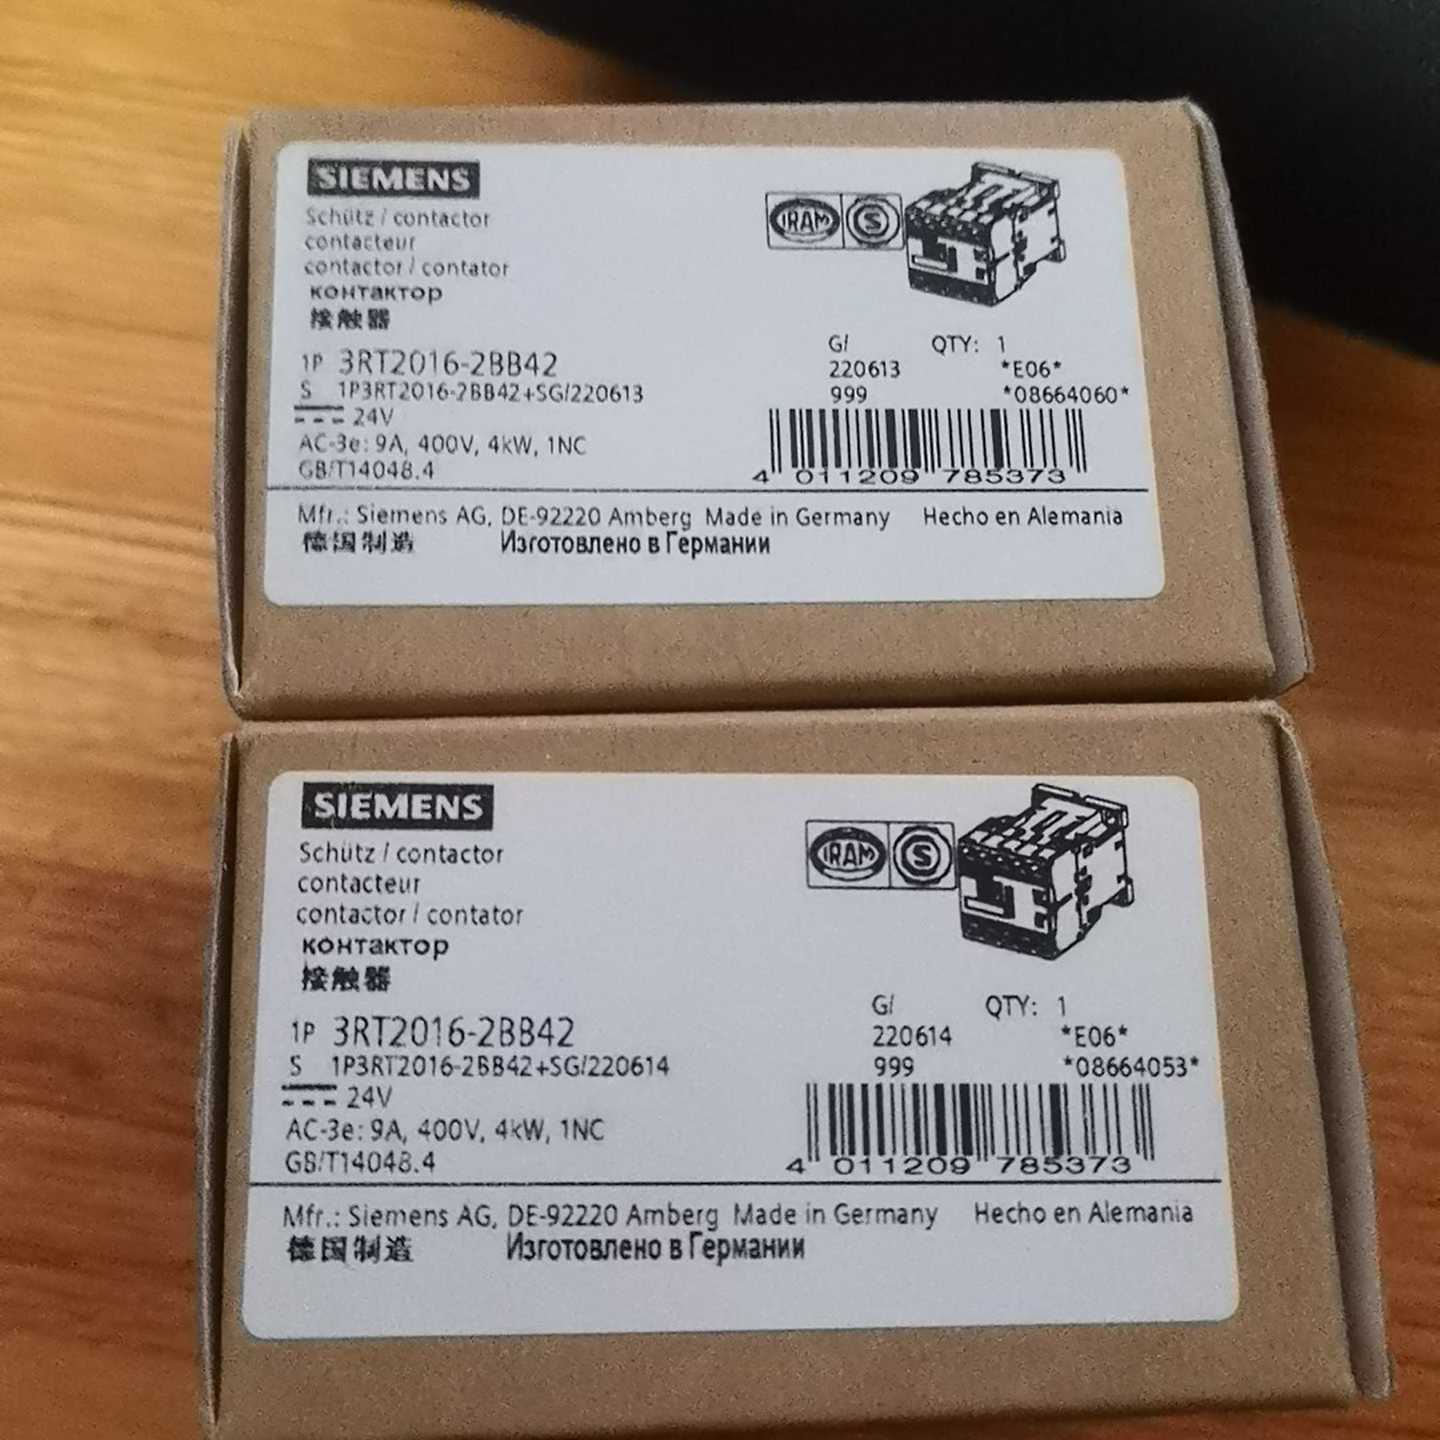 SIEMENS
Schütz / contactor
contacteur
contactor / contator
контактор
接触器
IRAM S
1P 3RT2016-2BB42
S 1P3RT2016-2BB42+SG/220613
24V
AC-3e: 9A, 400V, 4kW, 1NC
GB/T14048.4
G/ QTY: 1
220613 *E06*
999 *08664060*
4 011209 785373
Mfr.: Siemens AG, DE-92220 Amberg Made in Germany Hecho en Alemania
德国制造 Изготовлено в Германии
SIEMENS
Schütz / contactor
contacteur
contactor / contator
контактор
接触器
IRAM S
1P 3RT2016-2BB42
S 1P3RT2016-2BB42+SG/220614
24V
AC-3e: 9A, 400V, 4kW, 1NC
GB/T14048.4
G/ QTY: 1
220614 *E06*
999 *08664053*
4 011209 785373
Mfr.: Siemens AG, DE-92220 Amberg Made in Germany Hecho en Alemania
德国制造 Изготовлено в Германии